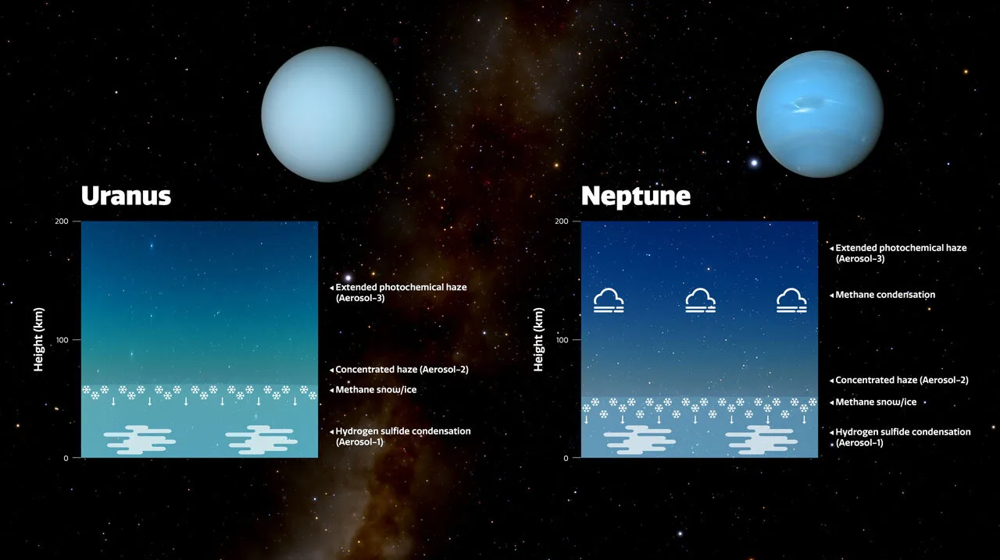 Uranus
200
Height (km)
100
0
◂ Extended photochemical haze
(Aerosol-3)
◂ Concentrated haze (Aerosol-2)
◂ Methane snow/ice
◂ Hydrogen sulfide condensation
(Aerosol-1)
Neptune
200
Height (km)
100
0
◂ Extended photochemical haze
(Aerosol-3)
◂ Methane condensation
◂ Concentrated haze (Aerosol-2)
◂ Methane snow/ice
◂ Hydrogen sulfide condensation
(Aerosol-1)